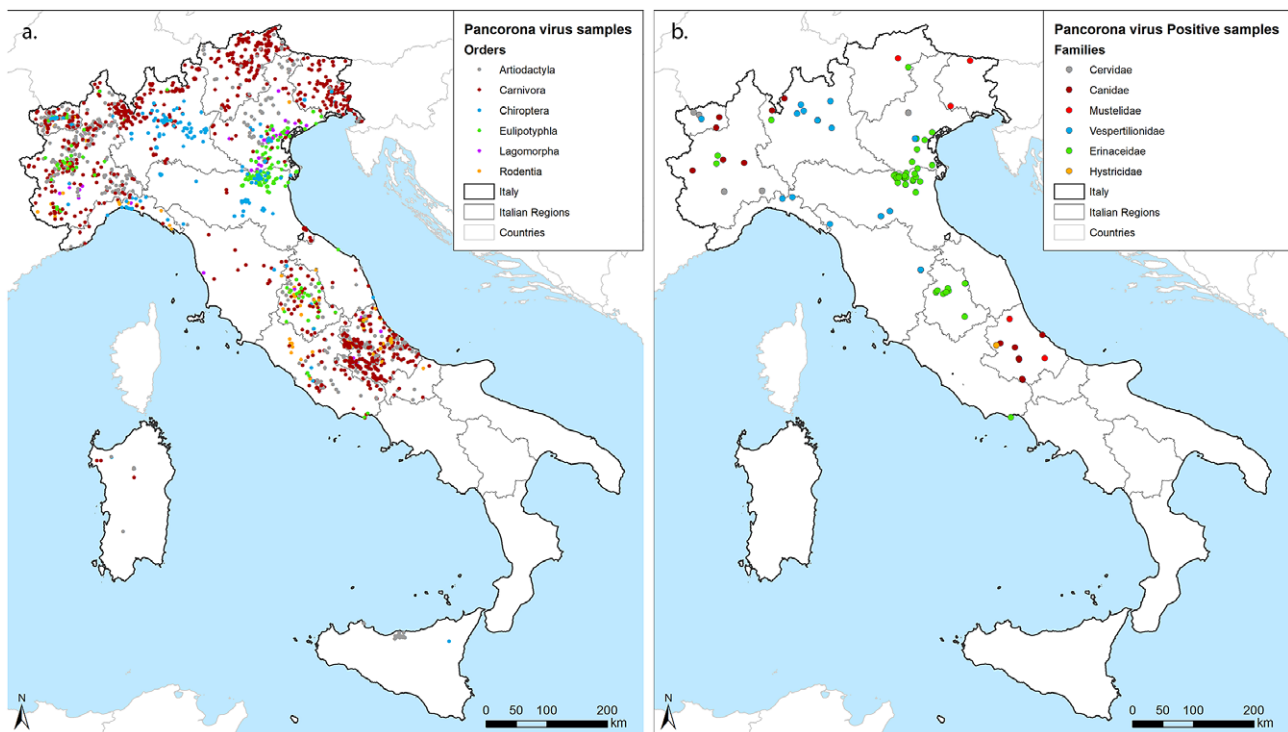 a.
Pancorona virus samples
Orders
Artiodactyla
Carnivora
Chiroptera
Eulipotyphla
Lagomorpha
Rodentia
Italy
Italian Regions
Countries
N
0 50 100 200
km
b.
Pancorona virus Positive samples
Families
Cervidae
Canidae
Mustelidae
Vespertilionidae
Erinaceidae
Hystricidae
Italy
Italian Regions
Countries
N
0 50 100 200
km